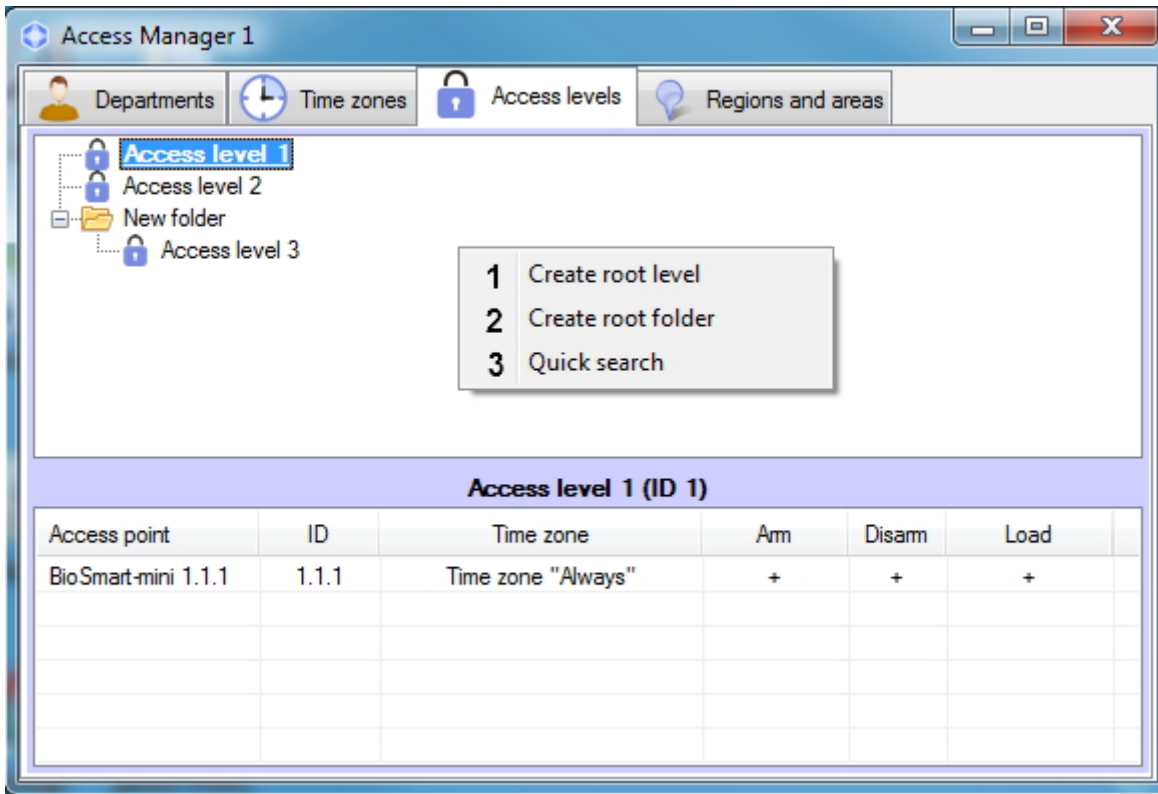 Access Manager 1
Departments Time zones Access levels Regions and areas
Access level 1
Access level 2
New folder
Access level 3
1 Create root level
2 Create root folder
3 Quick search
Access level 1 (ID 1)
Access point ID Time zone Arm Disarm Load
BioSmart-mini 1.1.1 1.1.1 Time zone "Always" + + +